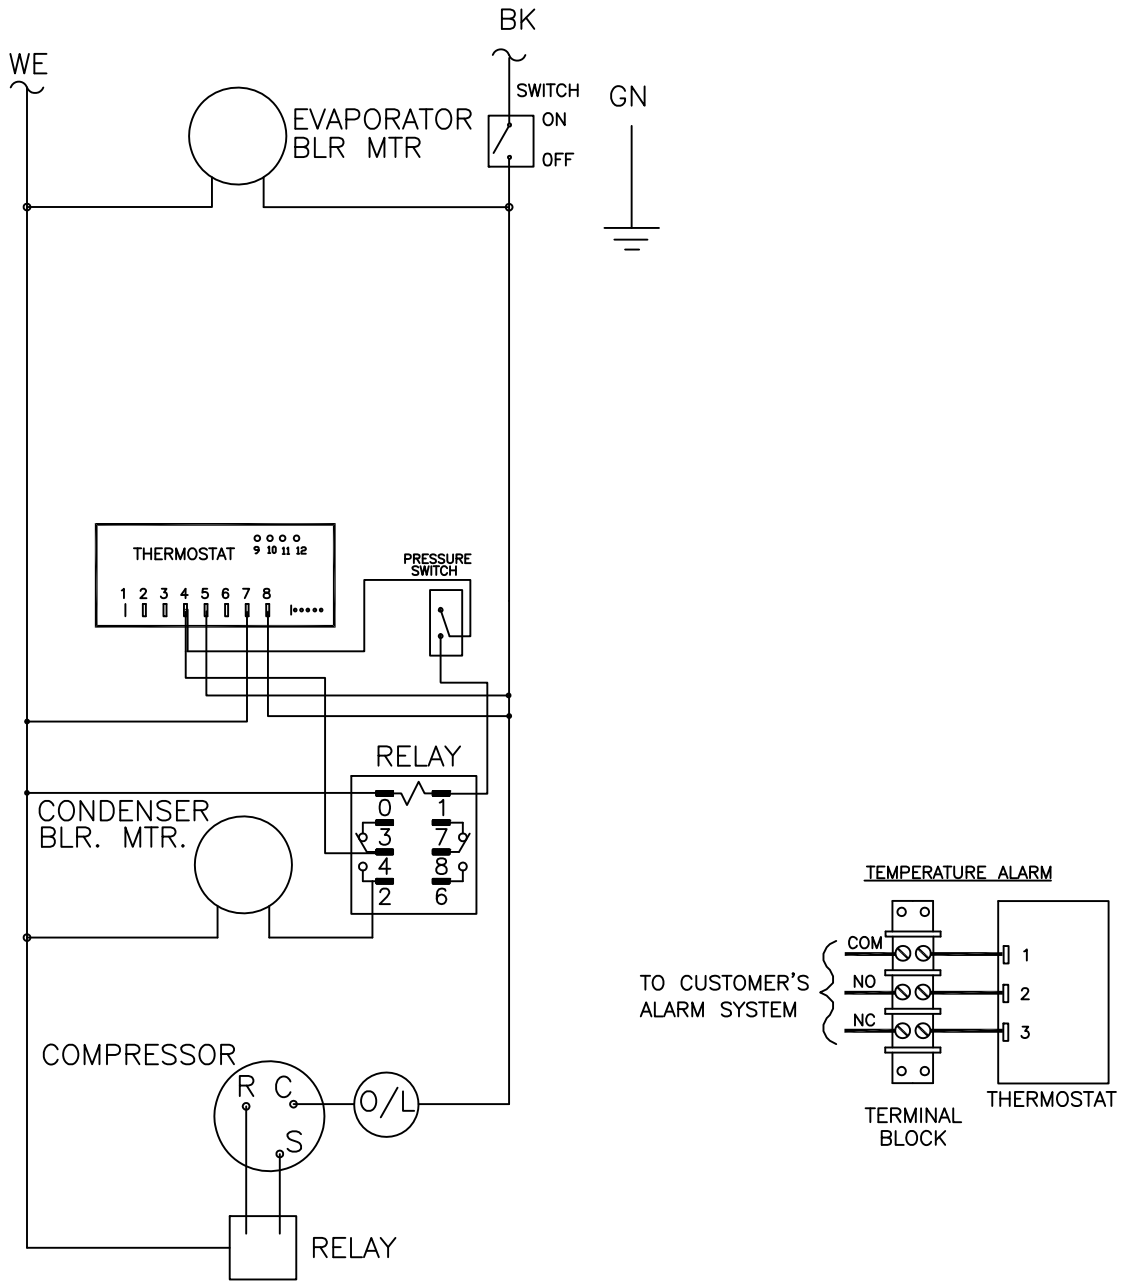 BK
WE
SWITCH
ON
OFF
GN
EVAPORATOR
BLR MTR
THERMOSTAT
9 10 11 12
1 2 3 4 5 6 7 8
PRESSURE
SWITCH
RELAY
0 1
3 7
4 8
2 6
CONDENSER
BLR. MTR.
COMPRESSOR
R C
S
O/L
RELAY
TEMPERATURE ALARM
COM
NO
NC
1
2
3
TO CUSTOMER'S
ALARM SYSTEM
THERMOSTAT
TERMINAL
BLOCK